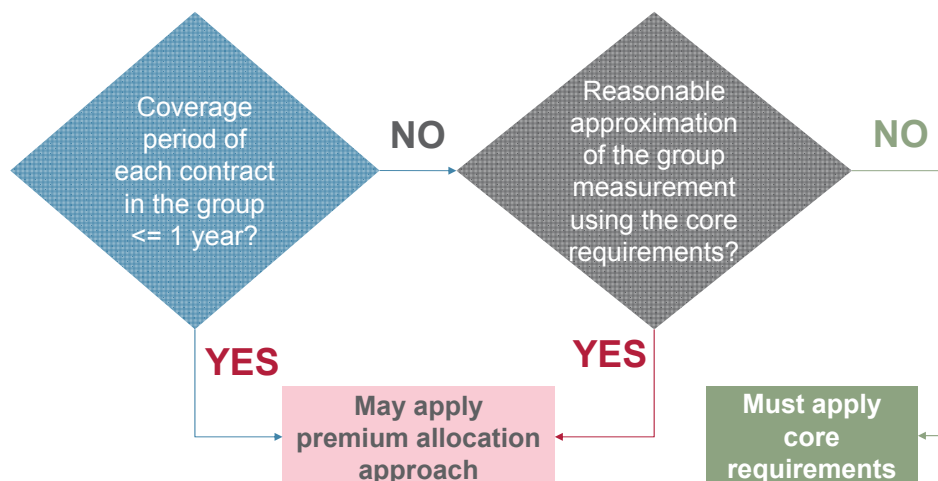 Coverage
period of
each contract
in the group
<= 1 year?
NO
Reasonable
approximation
of the group
measurement
using the core
requirements?
NO
YES
YES
May apply
premium allocation
approach
Must apply
core
requirements